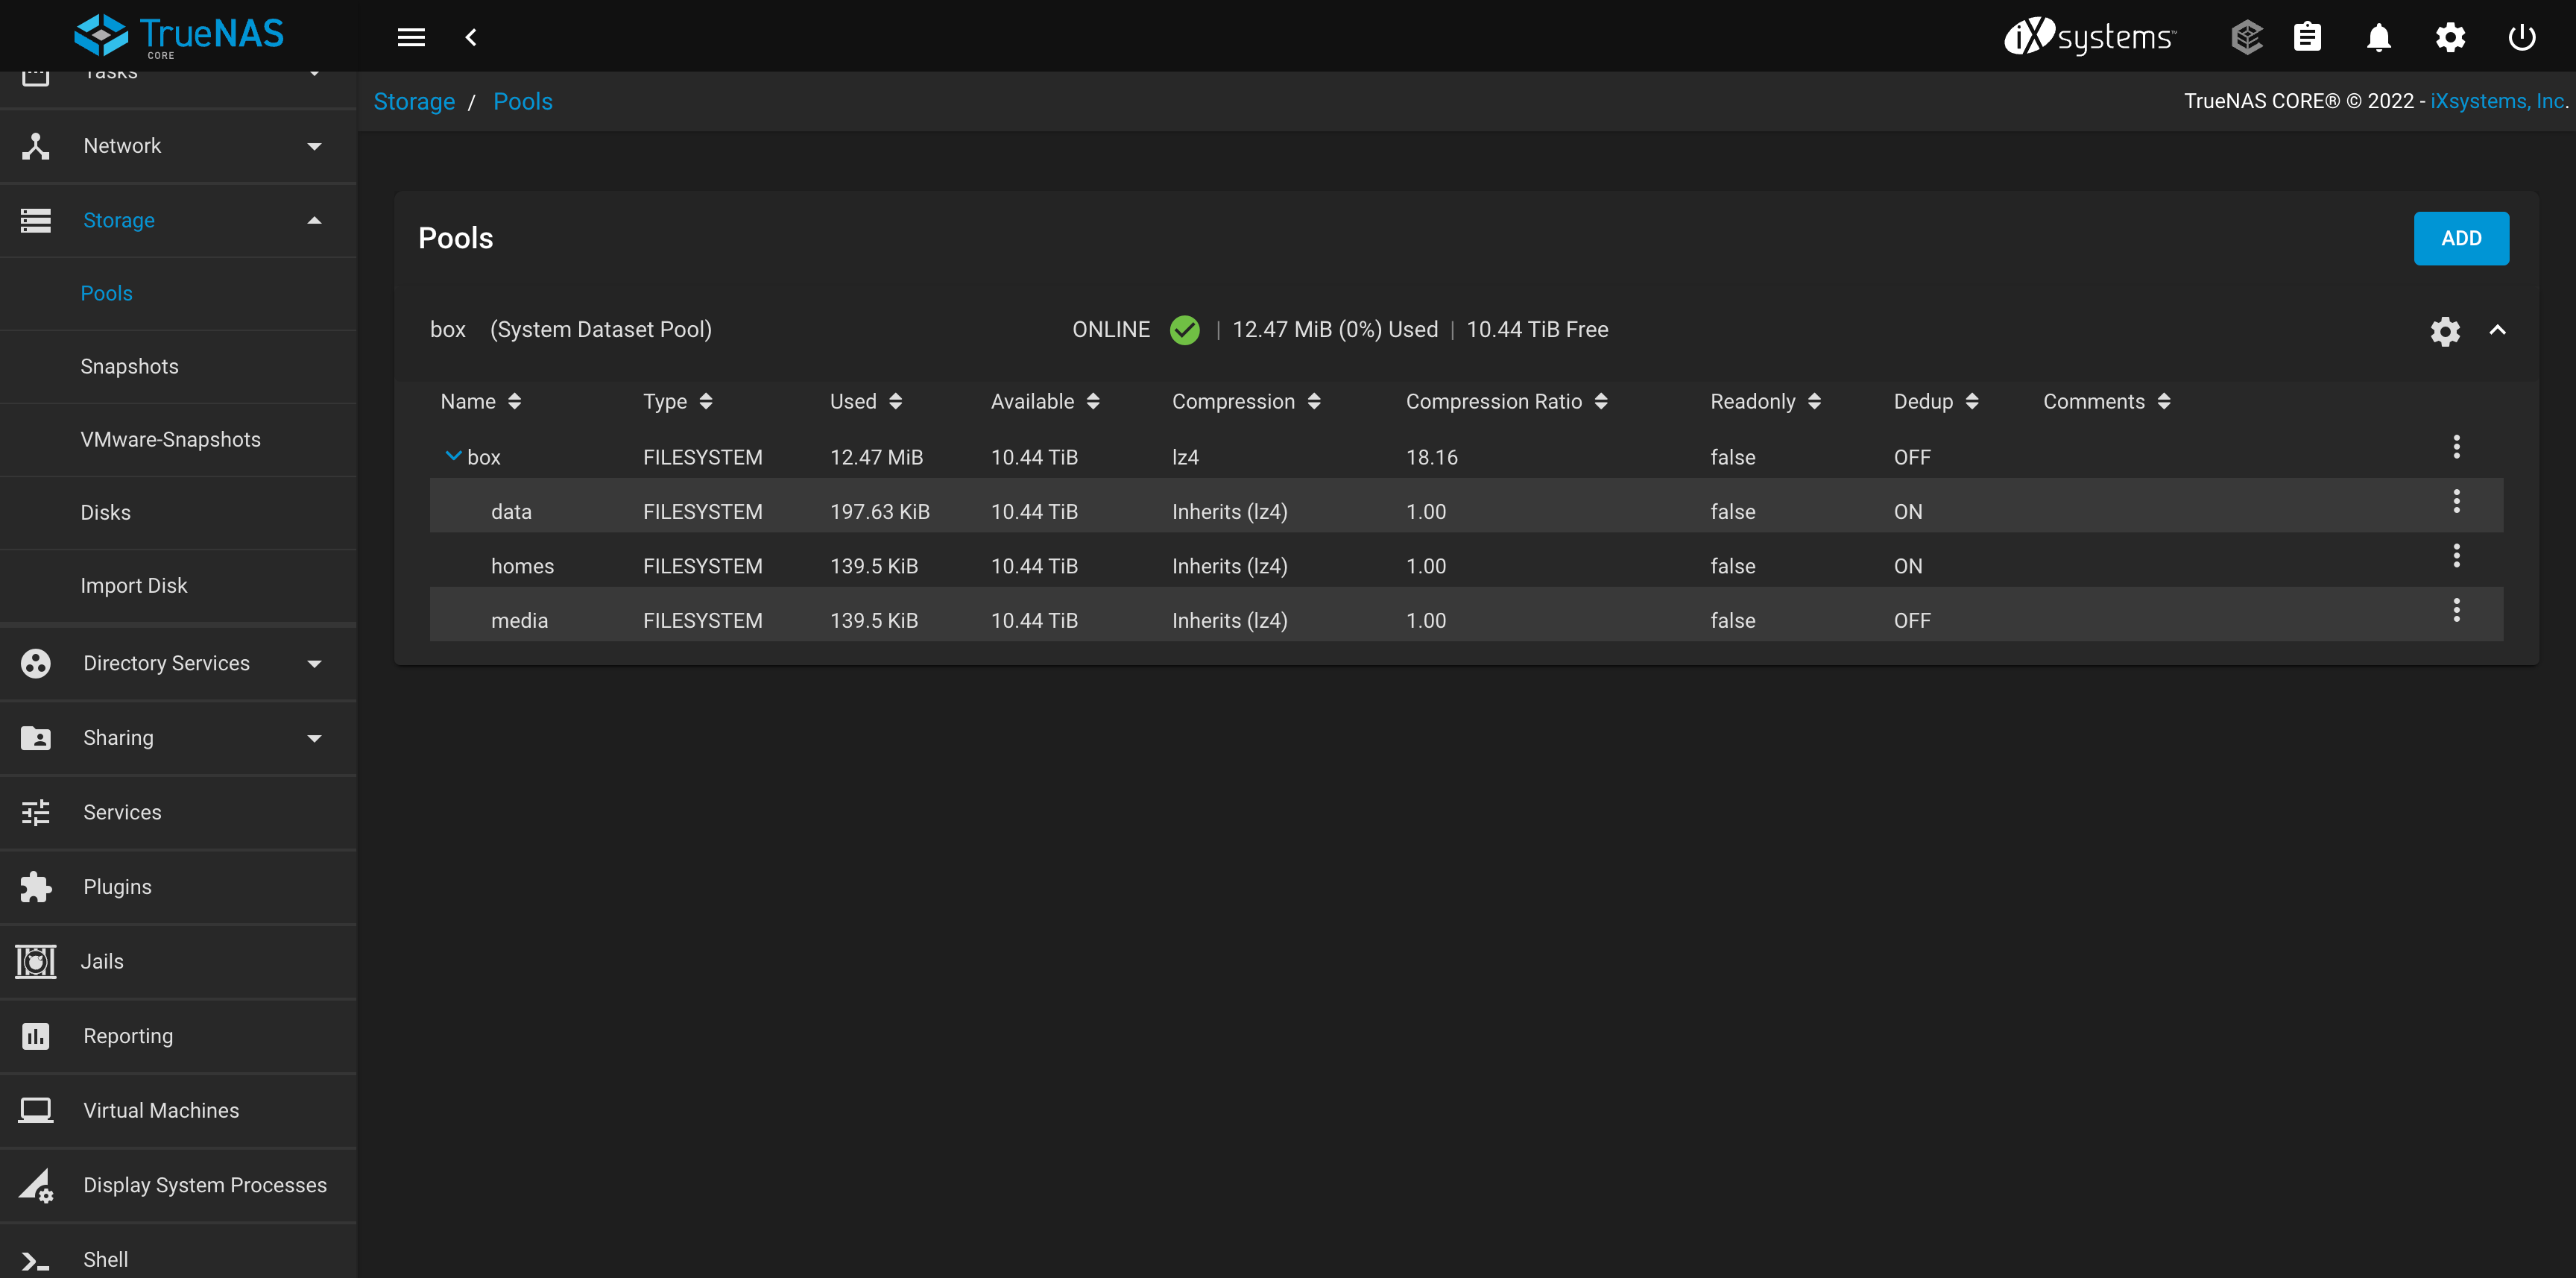 TrueNAS
CORE
iXsystems™
Storage / Pools
TrueNAS CORE® © 2022 - iXsystems, Inc.
Tasks
Network
Storage
Pools
Snapshots
VMware-Snapshots
Disks
Import Disk
Directory Services
Sharing
Services
Plugins
Jails
Reporting
Virtual Machines
Display System Processes
Shell
Pools
ADD
box (System Dataset Pool) ONLINE | 12.47 MiB (0%) Used | 10.44 TiB Free
Name Type Used Available Compression Compression Ratio Readonly Dedup Comments
box FILESYSTEM 12.47 MiB 10.44 TiB lz4 18.16 false OFF
data FILESYSTEM 197.63 KiB 10.44 TiB Inherits (lz4) 1.00 false ON
homes FILESYSTEM 139.5 KiB 10.44 TiB Inherits (lz4) 1.00 false ON
media FILESYSTEM 139.5 KiB 10.44 TiB Inherits (lz4) 1.00 false OFF